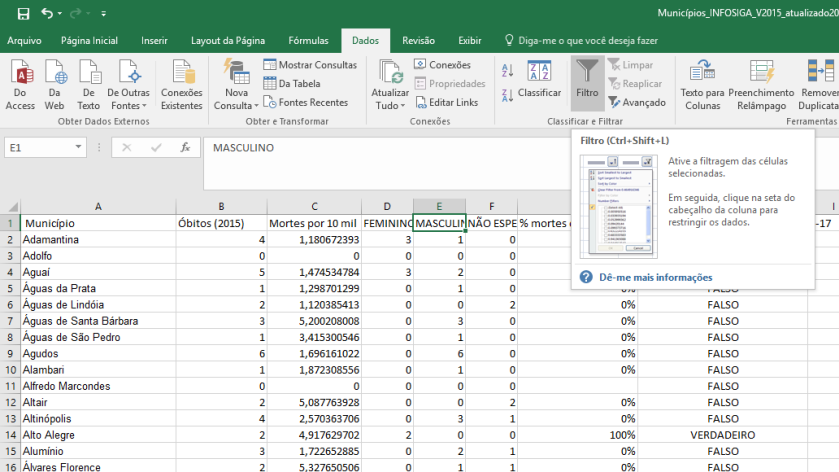 Municípios_INFOSIGA_V2015_atualizado20
Arquivo Página Inicial Inserir Layout da Página Fórmulas Dados Revisão Exibir Diga-me o que você deseja fazer
Do Access Da Web De Texto De Outras Fontes Conexões Existentes
Obter Dados Externos
Nova Consulta Mostrar Consultas
Da Tabela
Fontes Recentes
Obter e Transformar
Atualizar Tudo Conexões
Propriedades
Editar Links
Conexões
Classificar Filtro Limpar
Reaplicar
Avançado
Classificar e Filtrar
Texto para Colunas Preenchimento Relâmpago Remover Duplicata
Ferramentas
E1 fx MASCULINO
Filtro (Ctrl+Shift+L)
Ative a filtragem das células
selecionadas.
Em seguida, clique na seta do
cabeçalho da coluna para
restringir os dados.
Dê-me mais informações
A B C D E F I
1 Município Óbitos (2015) Mortes por 10 mil FEMININO MASCULIN NÃO ESPE % mortes -17
2 Adamantina 4 1,180672393 3 1 0
3 Adolfo 0 0 0 0 0
4 Aguaí 5 1,474534784 3 2 0
5 Águas da Prata 1 1,298701299 0 1 0 0% FALSO
6 Águas de Lindóia 2 1,120385413 0 0 2 0% FALSO
7 Águas de Santa Bárbara 3 5,200208008 0 3 0 0% FALSO
8 Águas de São Pedro 1 3,415300546 0 1 0 0% FALSO
9 Agudos 6 1,696161022 0 6 0 0% FALSO
10 Alambari 1 1,872308556 0 1 0 0% FALSO
11 Alfredo Marcondes 0 0 0 0 0 FALSO
12 Altair 2 5,087763928 0 0 2 0% FALSO
13 Altinópolis 4 2,570363706 0 3 1 0% FALSO
14 Alto Alegre 2 4,917629702 2 0 0 100% VERDADEIRO
15 Alumínio 3 1,722652885 0 2 1 0% FALSO
16 Álvares Florence 2 5,327650506 0 1 1 0% FALSO